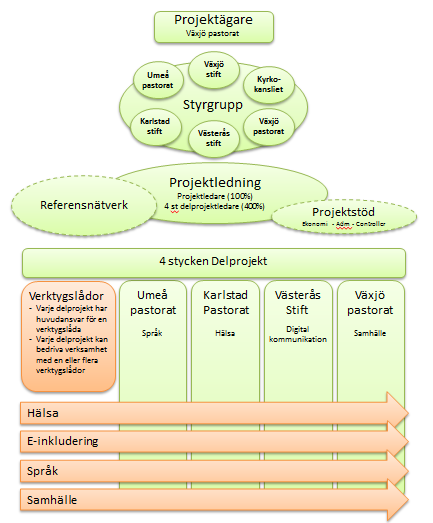 Projektägare
Växjö pastorat
Umeå
pastorat
Växjö
stift
Kyrko-
kansliet
Styrgrupp
Karlstad
stift
Västerås
stift
Växjö
pastorat
Projektledning
Projektledare (100%)
4 st delprojektledare (400%)
Referensnätverk
Projektstöd
Ekonomi - Adm - Controller
4 stycken Delprojekt
Verktygslådor
- Varje delprojekt har
huvudansvar för en
verktygslåda
- Varje delprojekt kan
bedriva verksamhet
med en eller flera
verktygslådor
Umeå
pastorat
Språk
Karlstad
Pastorat
Hälsa
Västerås
Stift
Digital
kommunikation
Växjö
pastorat
Samhälle
Hälsa
E-inkludering
Språk
Samhälle